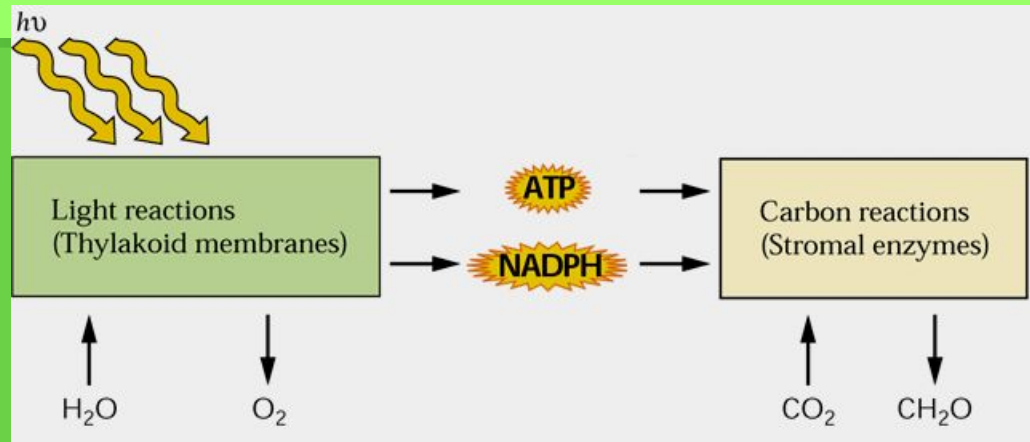 hυ
Light reactions
(Thylakoid membranes)
ATP
NADPH
Carbon reactions
(Stromal enzymes)
H₂O
O₂
CO₂
CH₂O